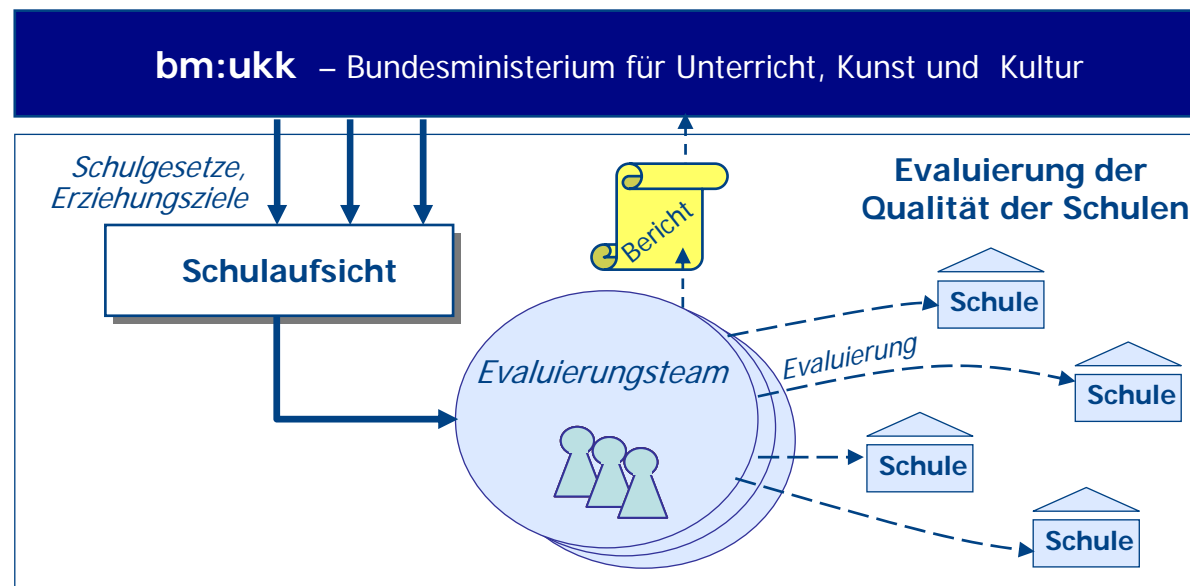 bm:ukk – Bundesministerium für Unterricht, Kunst und Kultur
Schulgesetze,
Erziehungsziele
Bericht
Evaluierung der
Qualität der Schulen
Schulaufsicht
Schule
Evaluierungsteam
Evaluierung
Schule
Schule
Schule